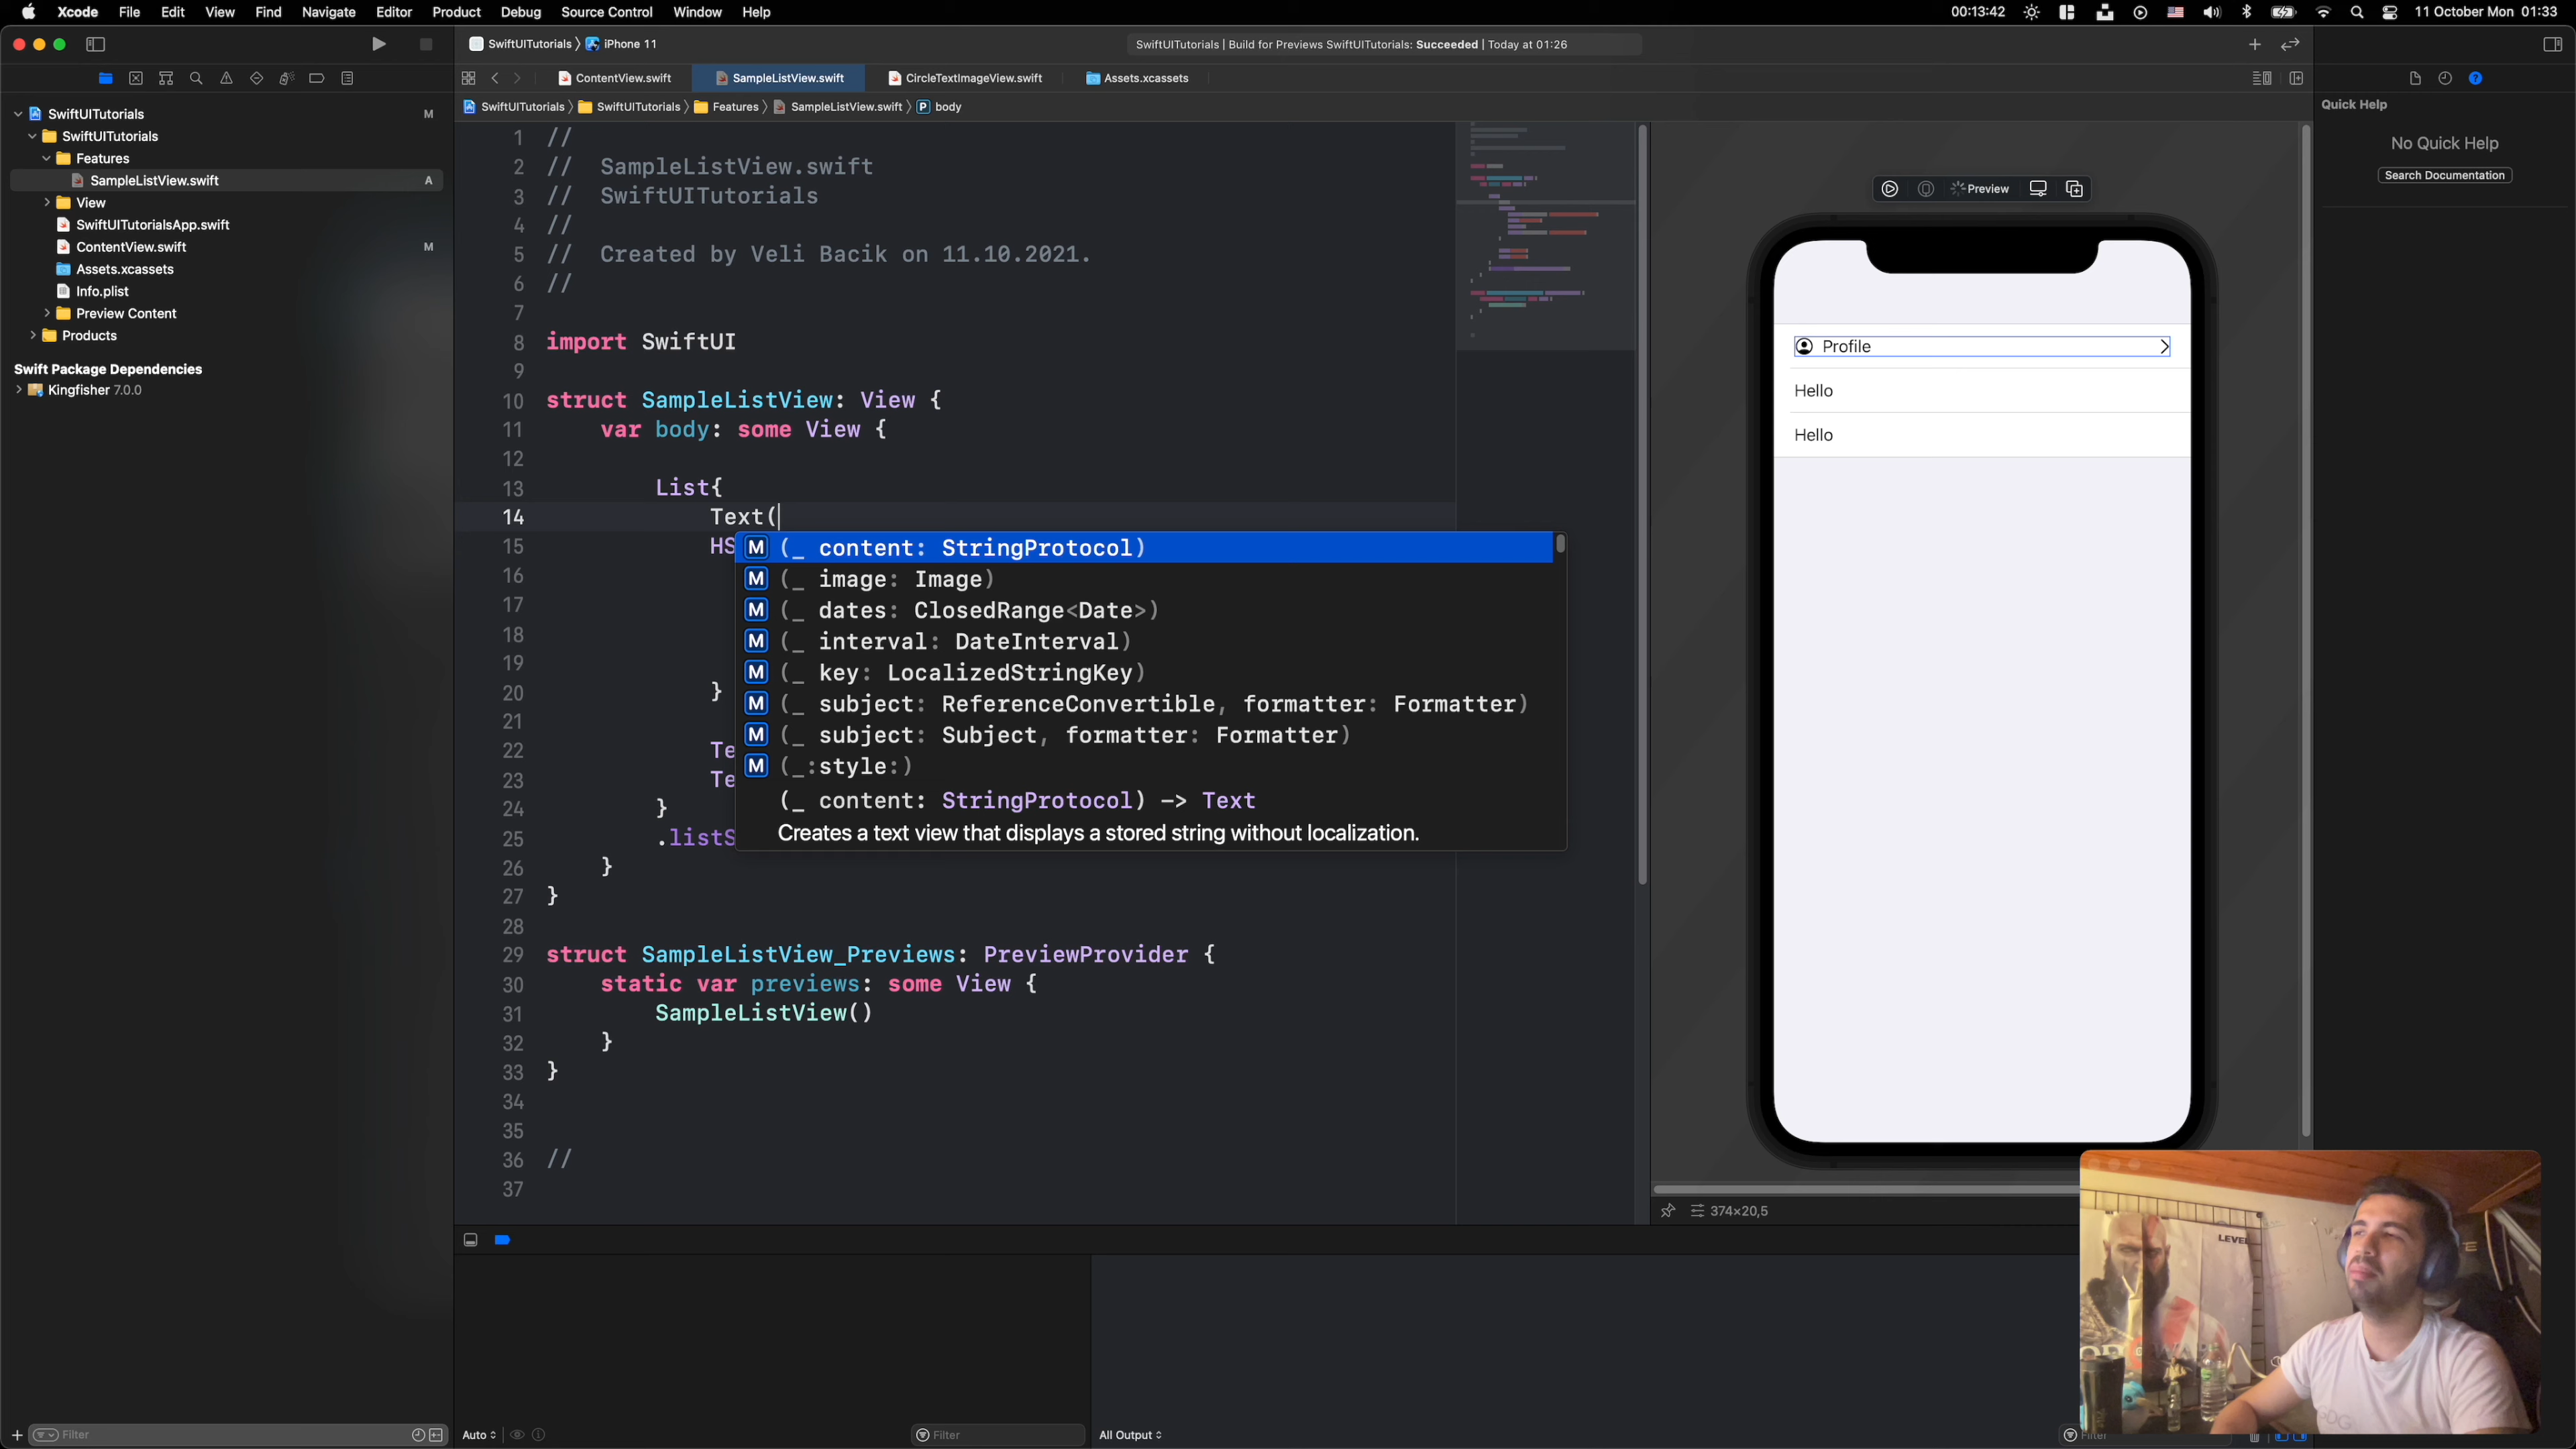 Xcode File Edit View Find Navigate Editor Product Debug Source Control Window Help
00:13:42 11 October Mon 01:33
SwiftUITutorials iPhone 11
SwiftUITutorials | Build for Previews SwiftUITutorials: Succeeded | Today at 01:26
ContentView.swift SampleListView.swift CircleTextImageView.swift Assets.xcassets
SwiftUITutorials SwiftUITutorials Features SampleListView.swift P body
SwiftUITutorials M
SwiftUITutorials
Features
SampleListView.swift A
View
SwiftUITutorialsApp.swift
ContentView.swift M
Assets.xcassets
Info.plist
Preview Content
Products
Swift Package Dependencies
Kingfisher 7.0.0
1 //
2 // SampleListView.swift
3 // SwiftUITutorials
4 //
5 // Created by Veli Bacik on 11.10.2021.
6 //
7
8 import SwiftUI
9
10 struct SampleListView: View {
11 var body: some View {
12
13 List{
14 Text(
15 HS
16
17
18
19
20 }
21
22 Te
23 Te
24 }
25 .listS
26 }
27 }
28
29 struct SampleListView_Previews: PreviewProvider {
30 static var previews: some View {
31 SampleListView()
32 }
33 }
34
35
36 //
37
M (_ content: StringProtocol)
M (_ image: Image)
M (_ dates: ClosedRange<Date>)
M (_ interval: DateInterval)
M (_ key: LocalizedStringKey)
M (_ subject: ReferenceConvertible, formatter: Formatter)
M (_ subject: Subject, formatter: Formatter)
M (_:style:)
(_ content: StringProtocol) -> Text
Creates a text view that displays a stored string without localization.
Preview
Profile
Hello
Hello
374×20,5
Quick Help
No Quick Help
Search Documentation
LEVEL
Filter
Auto
Filter
All Output
Filter